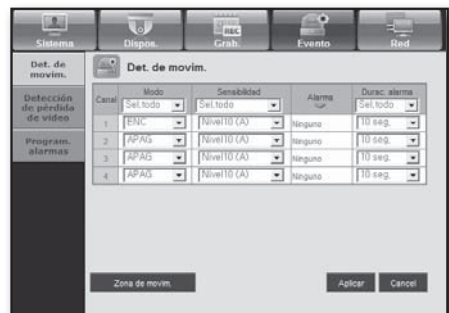 Sistema Dispos. Grab. Evento Red
REC
Det. de movim.
Detección de pérdida de vídeo
Program. alarmas
Det. de movim.
Canal Modo Sensibilidad Alarma Durac. alarma
Sel.todo Sel.todo Sel.todo
1 ENC Nivel10 (A) Ninguno 10 seg.
2 APAG Nivel10 (A) Ninguno 10 seg.
3 APAG Nivel10 (A) Ninguno 10 seg.
4 APAG Nivel10 (A) Ninguno 10 seg.
Zona de movim. Aplicar Cancel